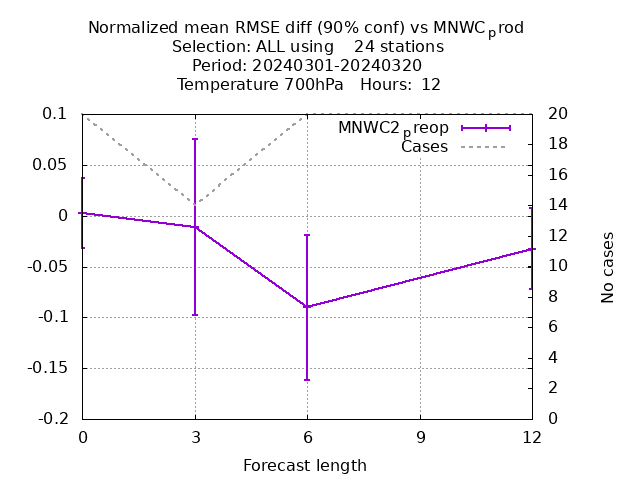 Normalized mean RMSE diff (90% conf) vs MNWCprod
Selection: ALL using 24 stations
Period: 20240301-20240320
Temperature 700hPa Hours: 12
0.1
0.05
0
-0.05
-0.1
-0.15
-0.2
MNWC2preop
Cases
20
18
16
14
12
10
8
6
4
2
0
No cases
0 3 6 9 12
Forecast length